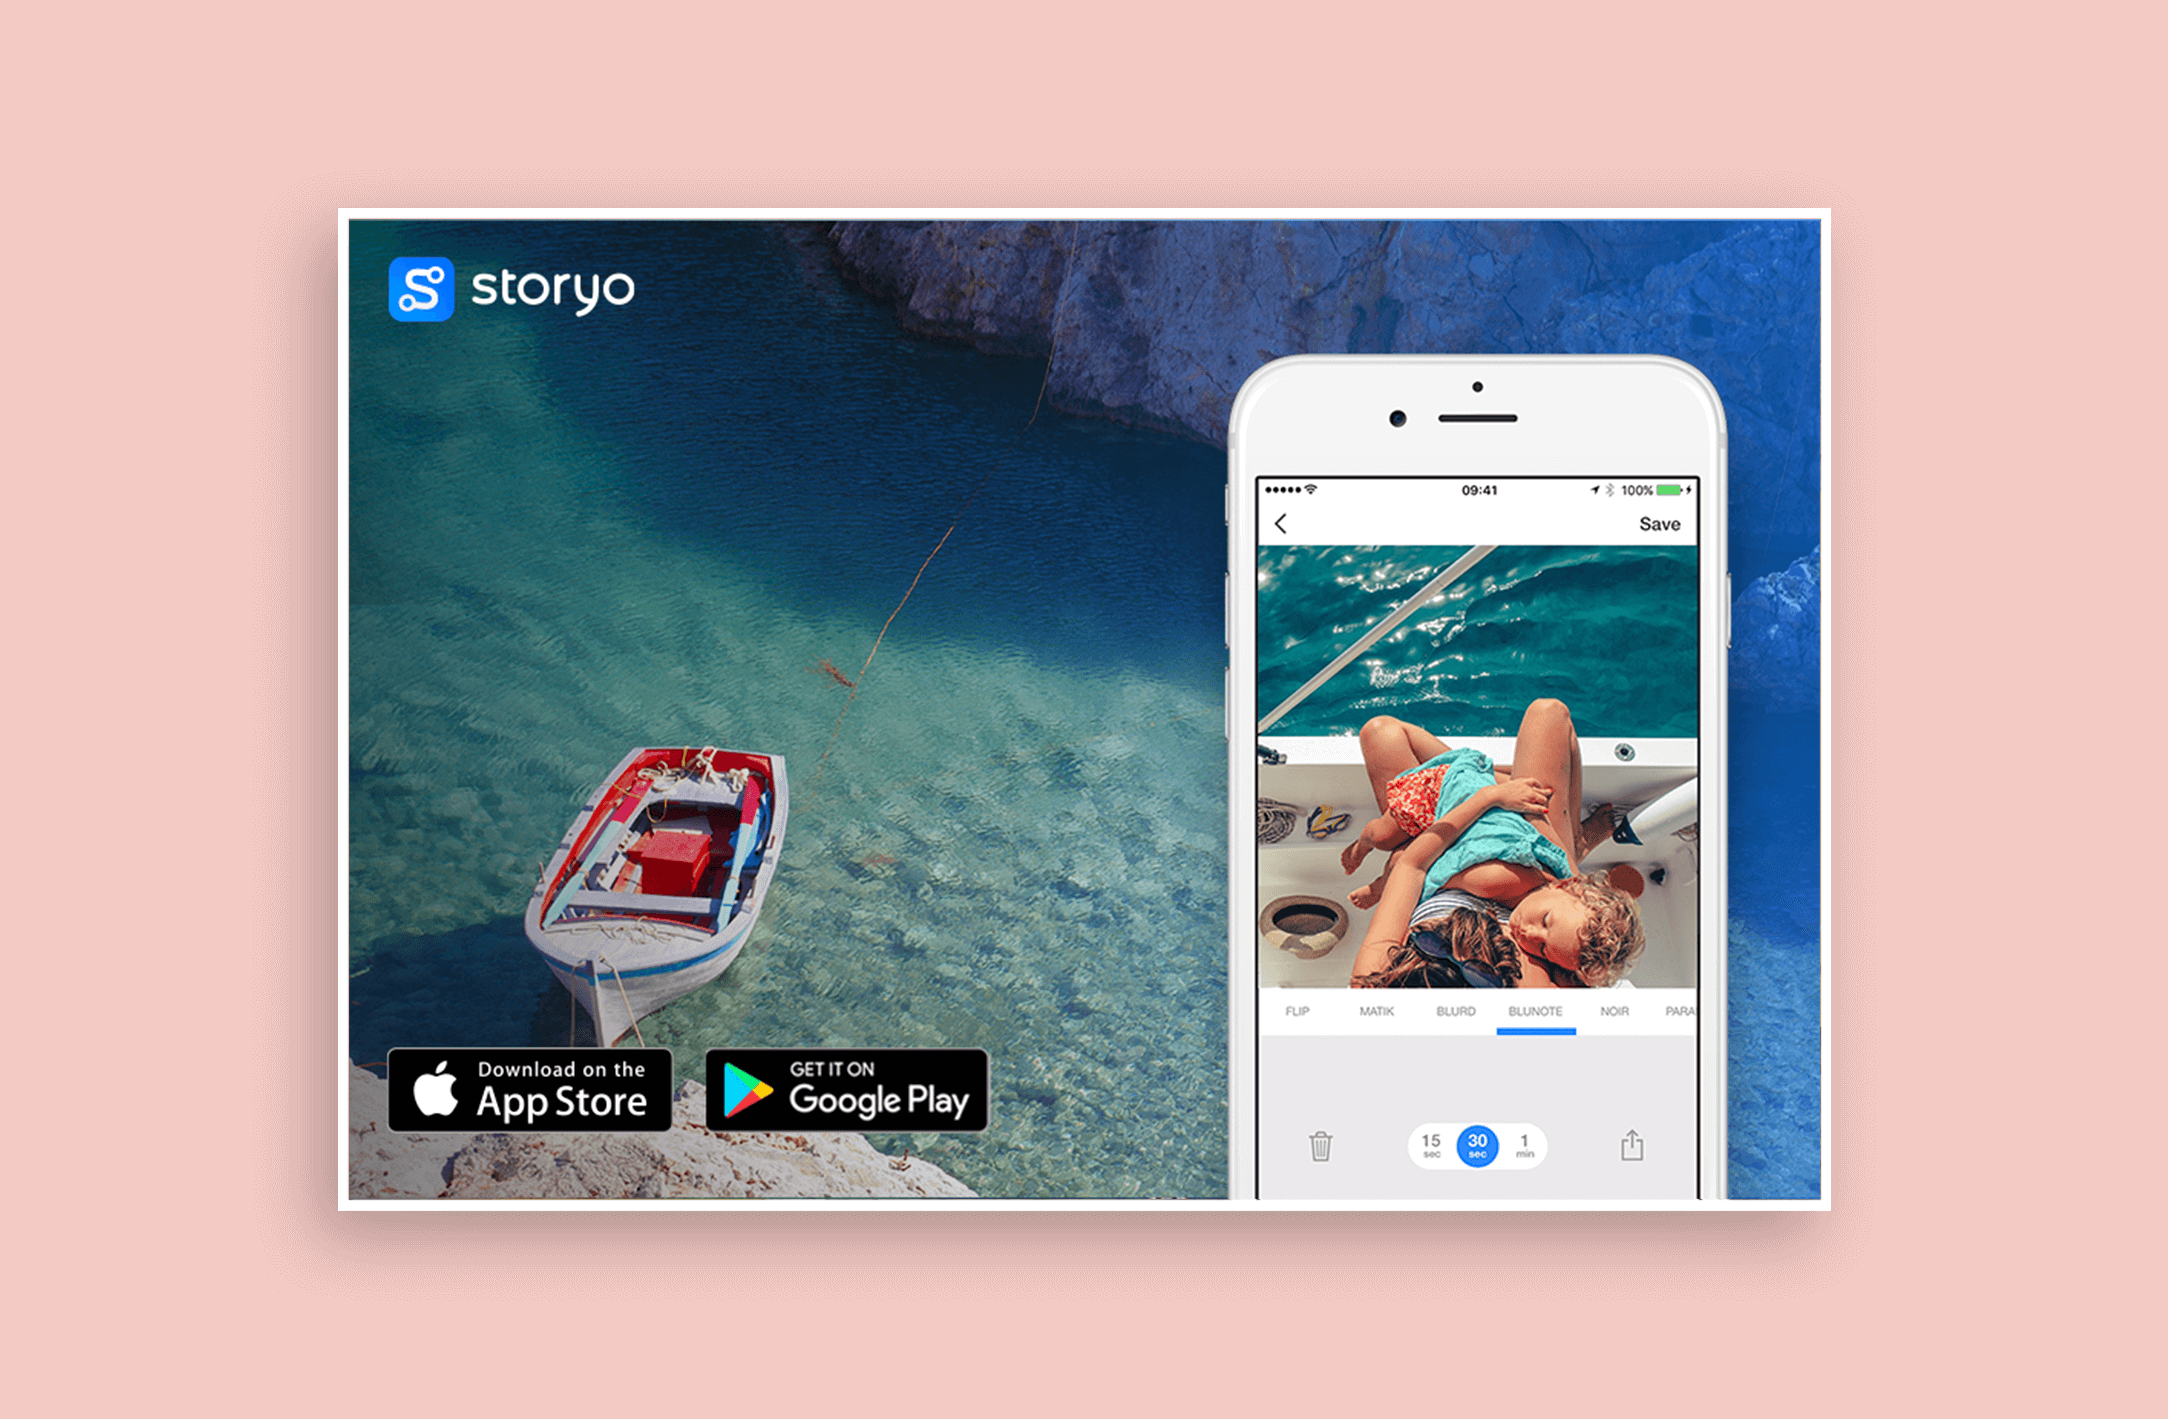 storyo
09:41
100%
Save
FLIP MATIK BLURD BLUNOTE NOIR PARA
15 sec 30 sec 1 min
Download on the
App Store
GET IT ON
Google Play